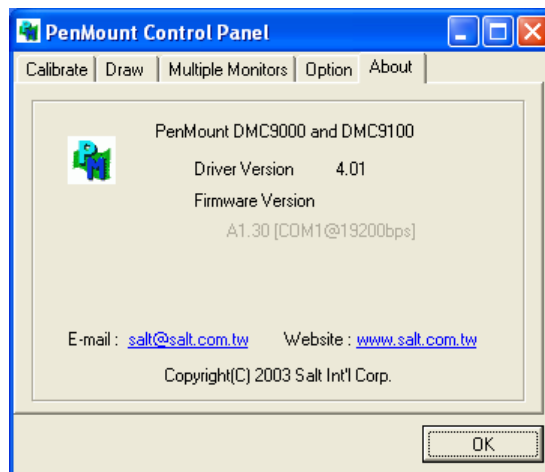 PenMount Control Panel
Calibrate Draw Multiple Monitors Option About
PM
PenMount DMC9000 and DMC9100
Driver Version 4.01
Firmware Version
A1.30 [COM1@19200bps]
E-mail : salt@salt.com.tw Website : www.salt.com.tw
Copyright(C) 2003 Salt Int'l Corp.
OK